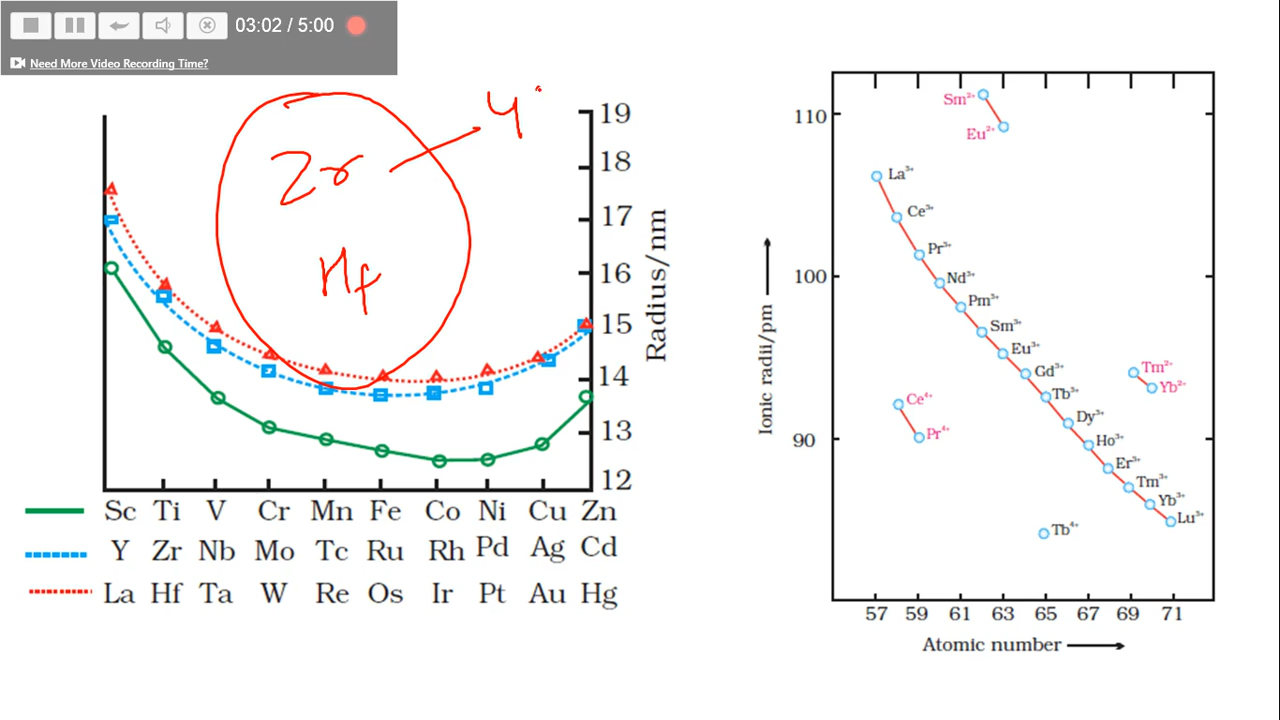 03:02 / 5:00
Need More Video Recording Time?
Zr
Hf
4
19
18
17
16
15
14
13
12
Radius/nm
Sc Ti V Cr Mn Fe Co Ni Cu Zn
Y Zr Nb Mo Tc Ru Rh Pd Ag Cd
La Hf Ta W Re Os Ir Pt Au Hg
110
100
90
Ionic radii/pm
Sm²⁺
Eu²⁺
La³⁺
Ce³⁺
Pr³⁺
Nd³⁺
Pm³⁺
Sm³⁺
Eu³⁺
Gd³⁺
Tb³⁺
Dy³⁺
Ho³⁺
Er³⁺
Tm³⁺
Yb³⁺
Lu³⁺
Tm²⁺
Yb²⁺
Ce⁴⁺
Pr⁴⁺
Tb⁴⁺
57 59 61 63 65 67 69 71
Atomic number